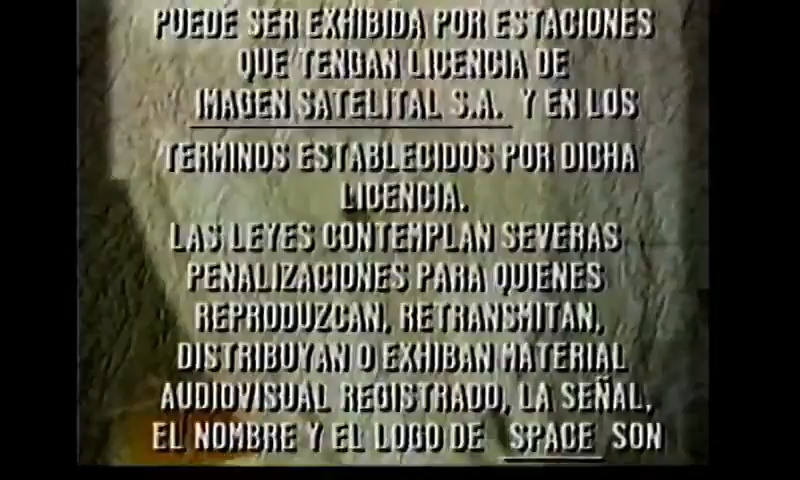 PUEDE SER EXHIBIDA POR ESTACIONES
QUE TENGAN LICENCIA DE
IMAGEN SATELITAL S.A. Y EN LOS
TERMINOS ESTABLECIDOS POR DICHA
LICENCIA.
LAS LEYES CONTEMPLAN SEVERAS
PENALIZACIONES PARA QUIENES
REPRODUZCAN, RETRANSMITAN,
DISTRIBUYAN O EXHIBAN MATERIAL
AUDIOVISUAL REGISTRADO, LA SEÑAL,
EL NOMBRE Y EL LOGO DE SPACE SON